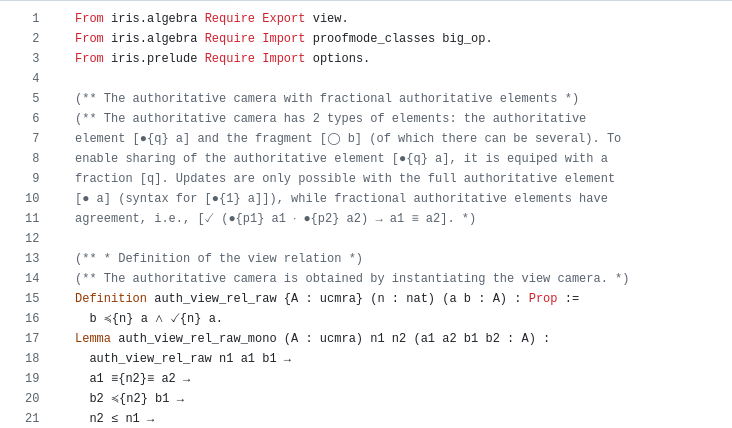 1 From iris.algebra Require Export view.
2 From iris.algebra Require Import proofmode_classes big_op.
3 From iris.prelude Require Import options.
4
5 (** The authoritative camera with fractional authoritative elements *)
6 (** The authoritative camera has 2 types of elements: the authoritative
7 element [●{q} a] and the fragment [◯ b] (of which there can be several). To
8 enable sharing of the authoritative element [●{q} a], it is equiped with a
9 fraction [q]. Updates are only possible with the full authoritative element
10 [● a] (syntax for [●{1} a]]), while fractional authoritative elements have
11 agreement, i.e., [✓ (●{p1} a1 ⋅ ●{p2} a2) → a1 ≡ a2]. *)
12
13 (** * Definition of the view relation *)
14 (** The authoritative camera is obtained by instantiating the view camera. *)
15 Definition auth_view_rel_raw {A : ucmra} (n : nat) (a b : A) : Prop :=
16 b ≼{n} a ∧ ✓{n} a.
17 Lemma auth_view_rel_raw_mono (A : ucmra) n1 n2 (a1 a2 b1 b2 : A) :
18 auth_view_rel_raw n1 a1 b1 →
19 a1 ≡{n2}≡ a2 →
20 b2 ≼{n2} b1 →
21 n2 ≤ n1 →